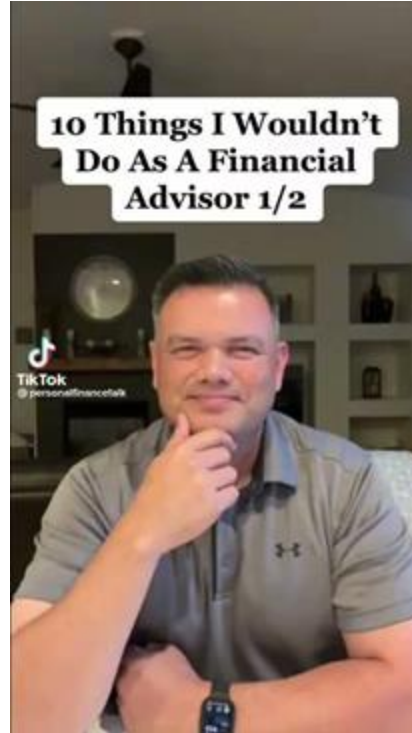 10 Things I Wouldn't
Do As A Financial
Advisor 1/2
TikTok
@personalfinancetalk